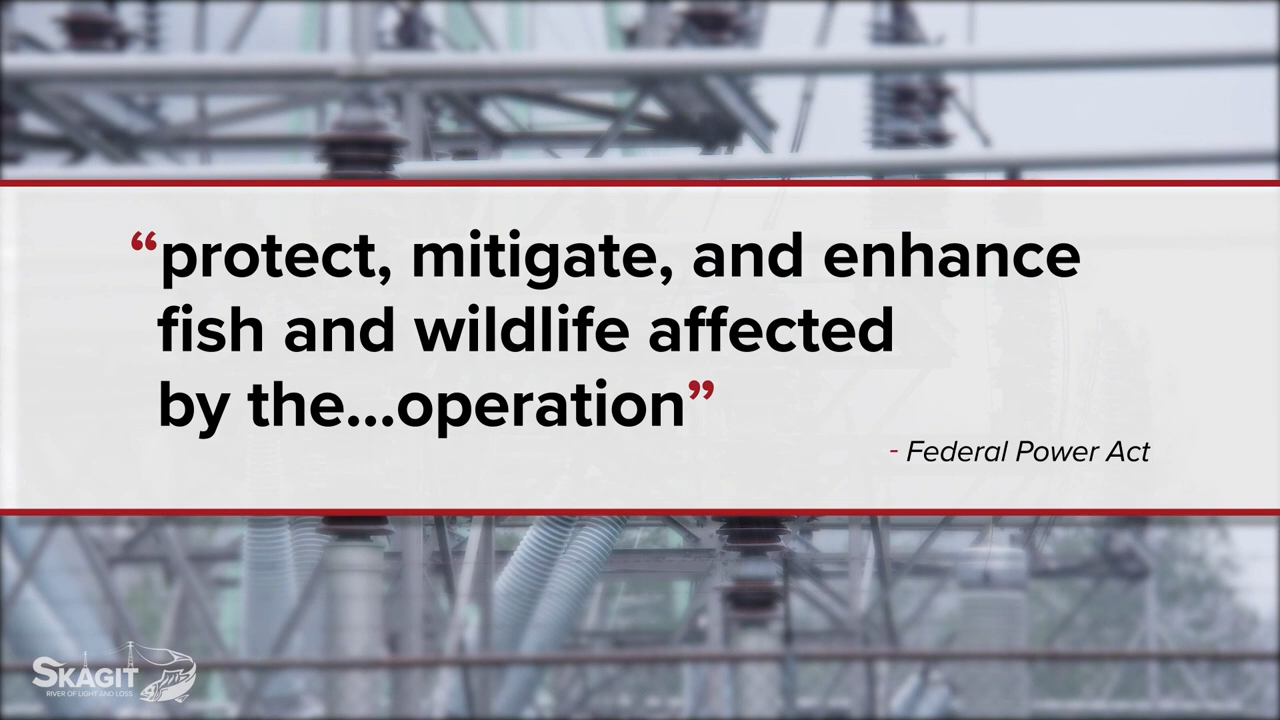 “protect, mitigate, and enhance
fish and wildlife affected
by the...operation”
- Federal Power Act
SKAGIT
RIVER OF LIGHT AND LOSS